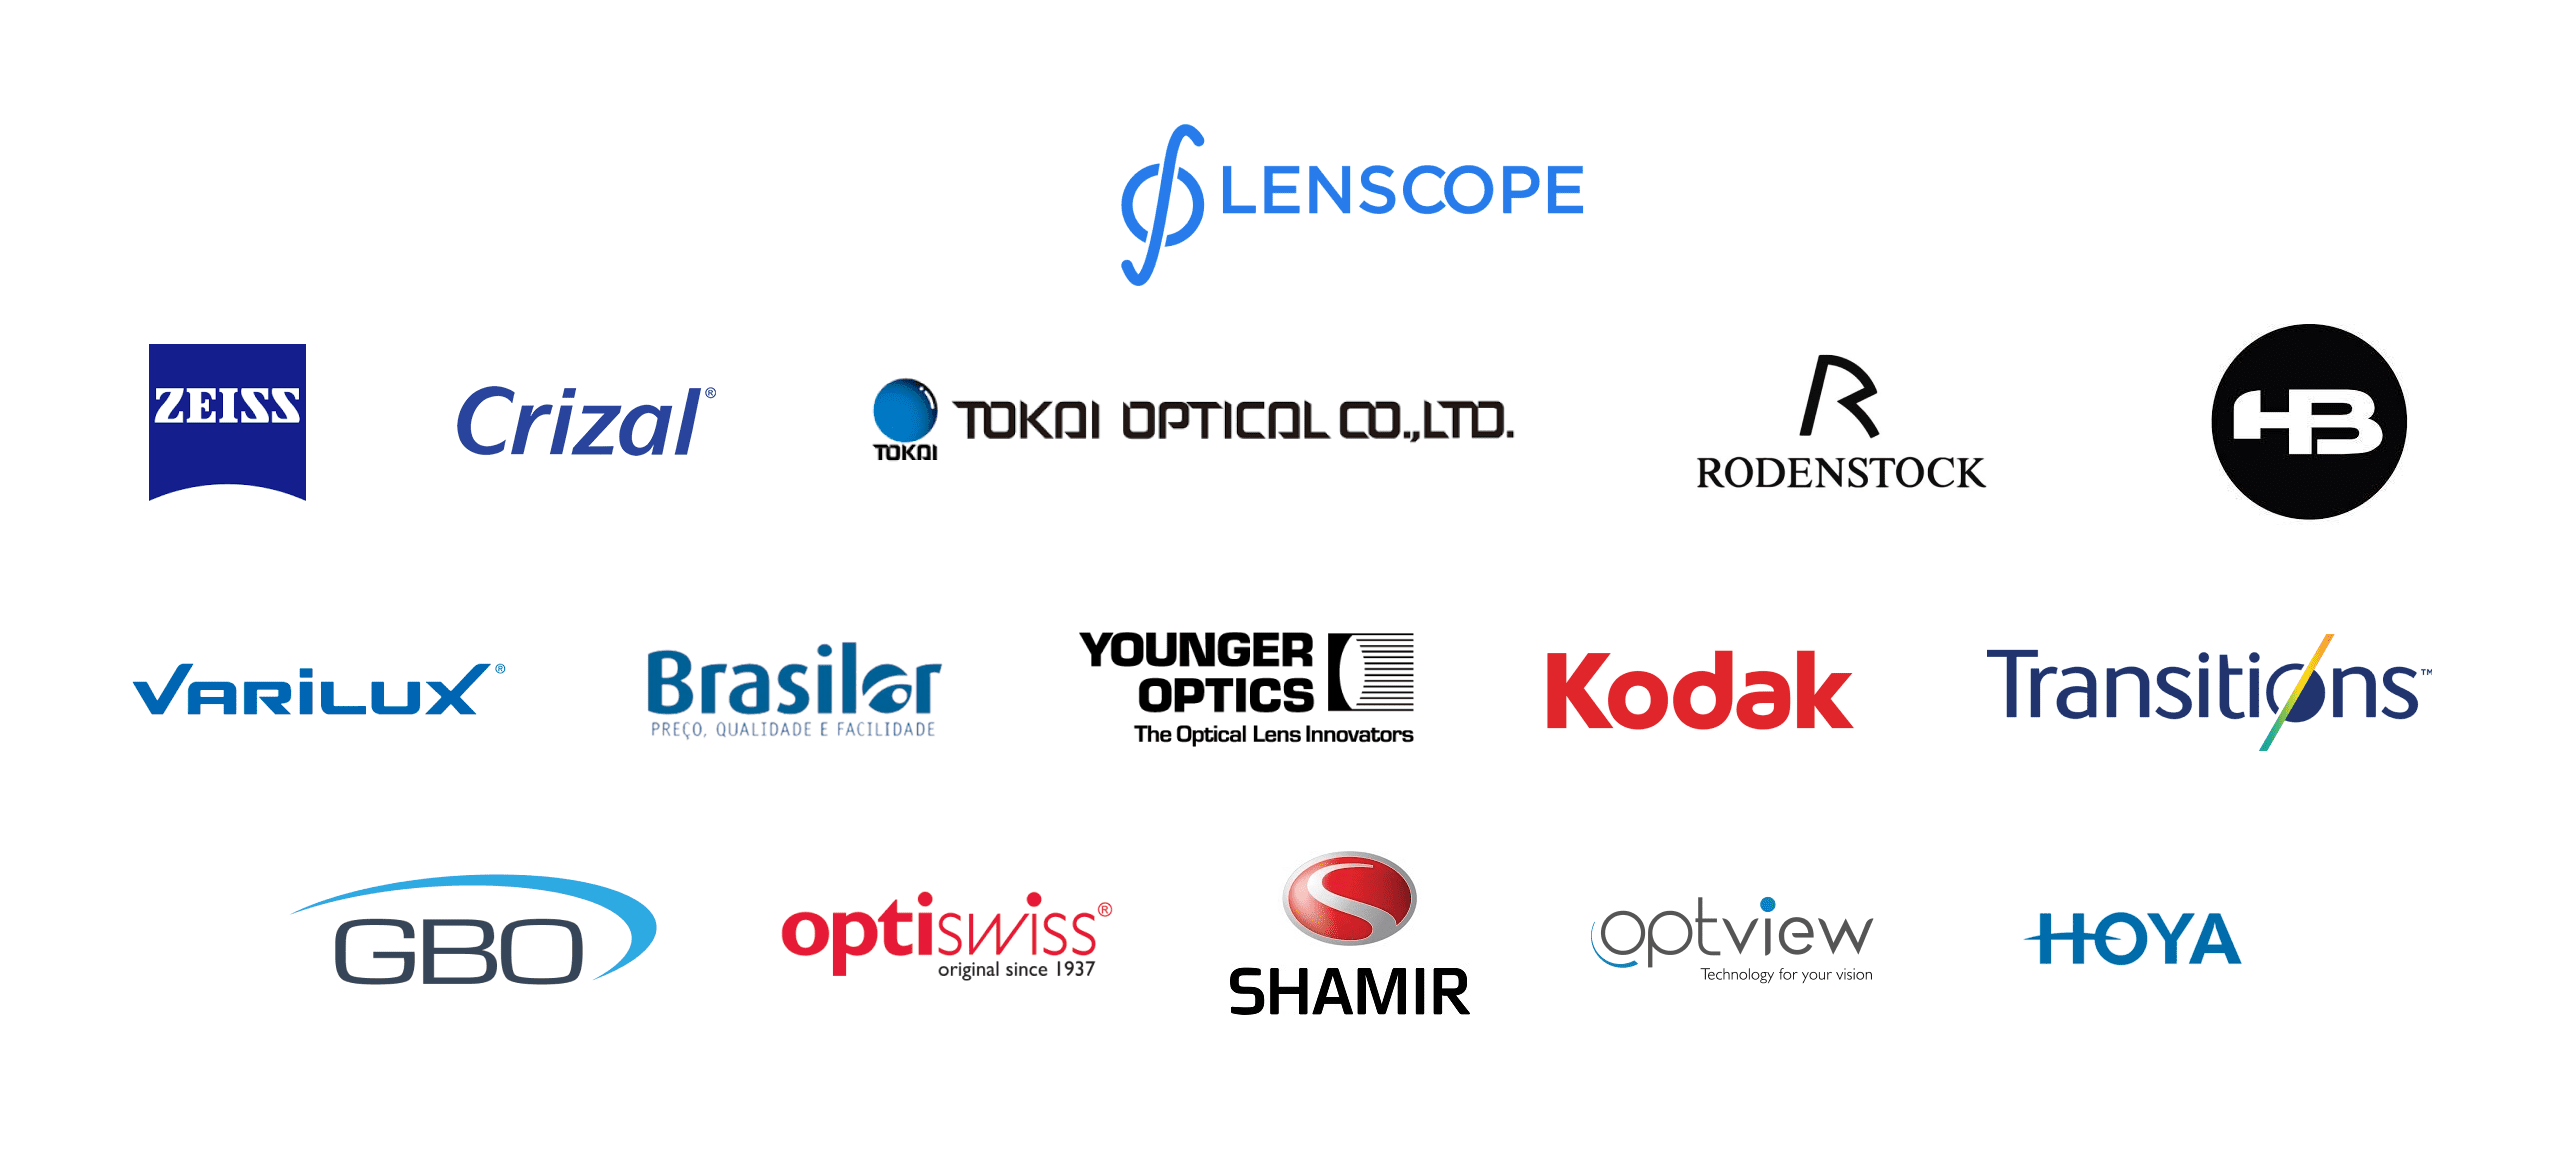 LENSCOPE
ZEISS
Crizal®
TOKAI
TOKAI OPTICAL CO.,LTD.
R
RODENSTOCK
HB
VARILUX®
Brasilor
PREÇO, QUALIDADE E FACILIDADE
YOUNGER
OPTICS
The Optical Lens Innovators
Kodak
Transitions™
GBO
optiswiss®
original since 1937
SHAMIR
optview
Technology for your vision
HOYA